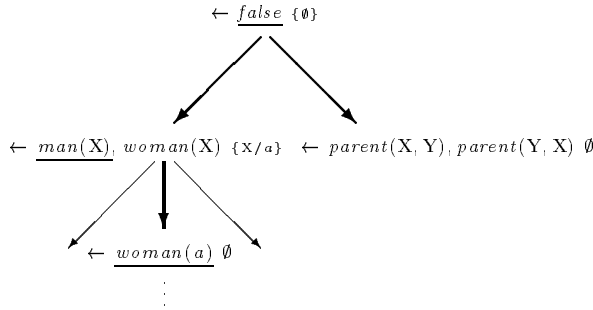 ← false {∅}
← man(X), woman(X) {X/a} ← parent(X, Y), parent(Y, X) ∅
← woman(a) ∅
⋮